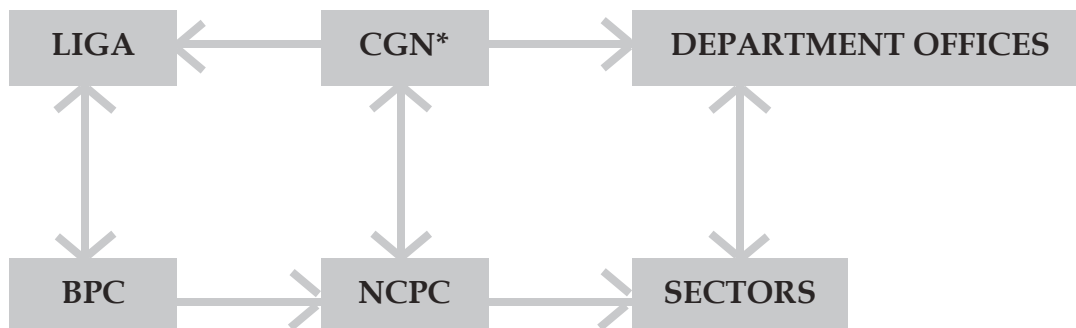 LIGA
CGN*
DEPARTMENT OFFICES
BPC
NCPC
SECTORS